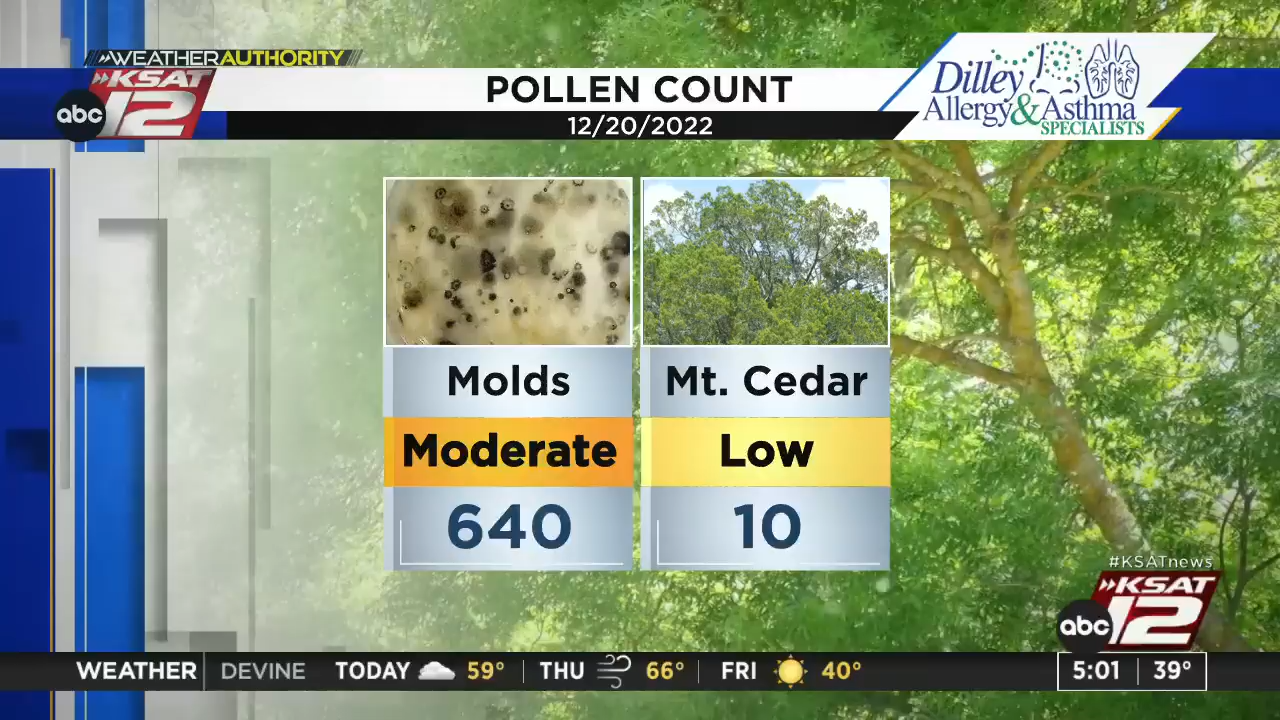 WEATHER AUTHORITY
KSAT
abc 12
POLLEN COUNT
12/20/2022
Dilley
Allergy&Asthma
SPECIALISTS
Molds
Moderate
640
Mt. Cedar
Low
10
#KSATnews
KSAT
abc 12
WEATHER DEVINE TODAY 59° THU 66° FRI 40° 5:01 39°